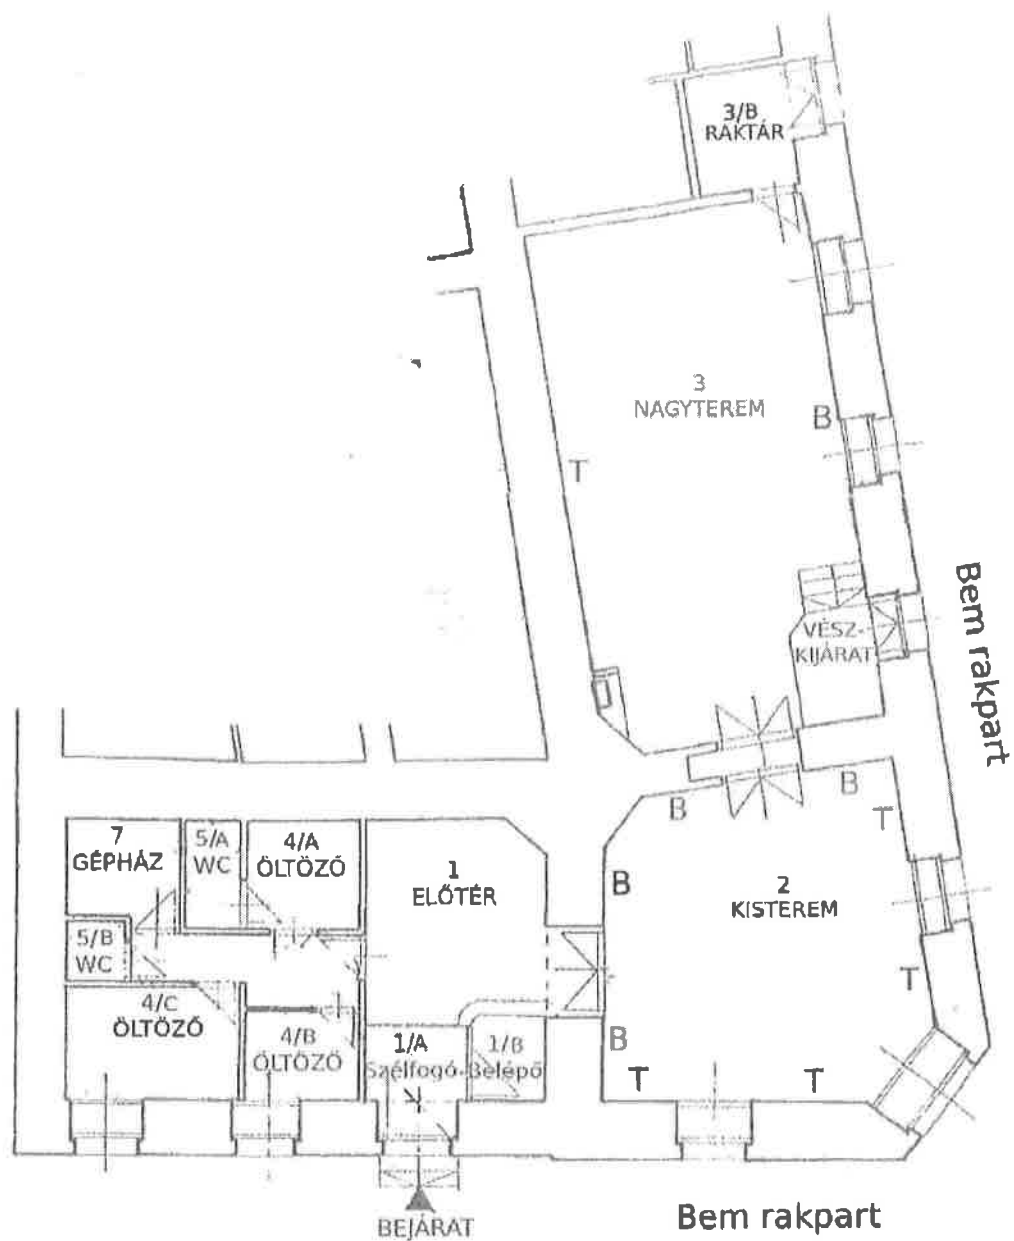 3/B
RAKTÁR
3
NAGYTEREM
B
T
Bem rakpart
VÉSZ-
KIJÁRAT
B
B
T
7
GÉPHÁZ
5/A
WC
4/A
ÖLTÖZŐ
1
ELŐTÉR
B
2
KISTEREM
5/B
WC
T
4/C
ÖLTÖZŐ
4/B
ÖLTÖZŐ
1/A
Szélfogó
1/B
Belépő
B
T
T
BEJÁRAT
Bem rakpart